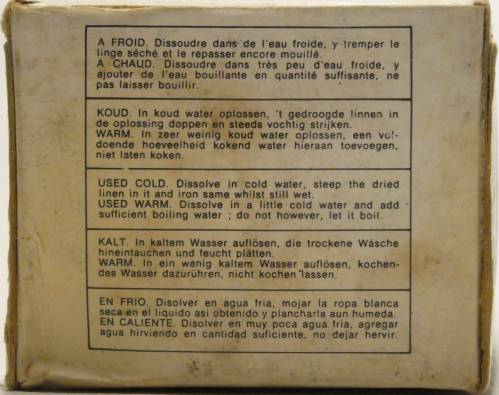 A FROID. Dissoudre dans de l'eau froide, y tremper le
linge séché et le repasser encore mouillé.
A CHAUD. Dissoudre dans très peu d'eau froide, y
ajouter de l'eau bouillante en quantité suffisante, ne
pas laisser bouillir.
KOUD. In koud water oplossen, 't gedroogde linnen in
de oplossing doppen en steeds vochtig strijken.
WARM. In zeer weinig koud water oplossen, een vol-
doende hoeveelheid kokend water hieraan toevoegen,
niet laten koken.
USED COLD. Dissolve in cold water, steep the dried
linen in it and iron same whilst still wet.
USED WARM. Dissolve in a little cold water and add
sufficient boiling water ; do not however, let it boil.
KALT. In kaltem Wasser auflösen, die trockene Wäsche
hineintauchen und feucht plätten.
WARM. In ein wenig kaltem Wasser auflösen, kochen-
des Wasser dazurühren, nicht kochen lassen.
EN FRIO. Disolver en agua fria, mojar la ropa blanca
seca en el liquido asi obtenido y plancharla aun humeda.
EN CALIENTE. Disolver en muy poca agua fria, agregar
agua hirviendo en cantidad suficiente, no dejar hervir.